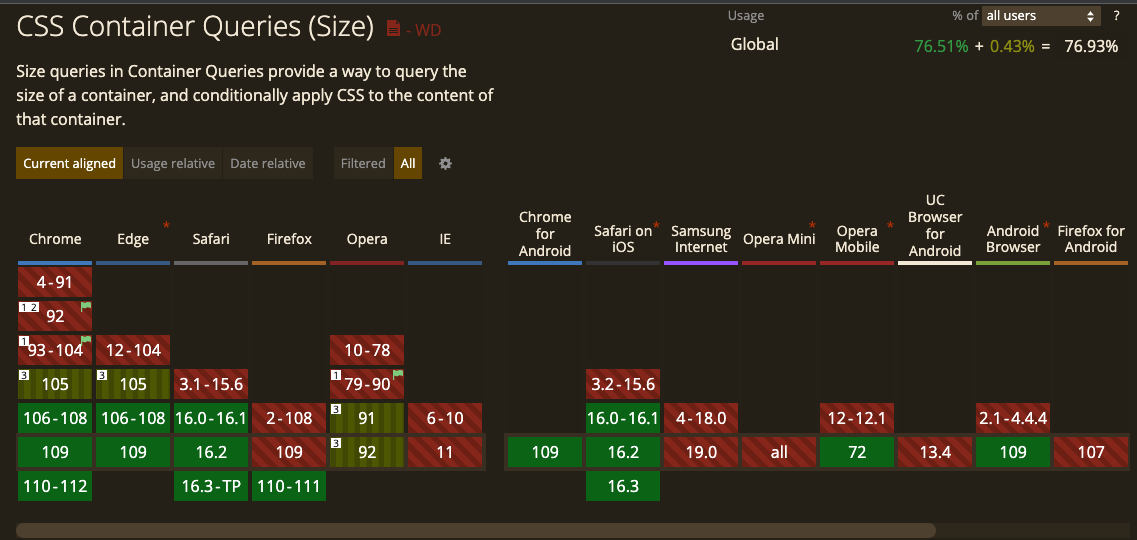 CSS Container Queries (Size) - WD
Usage % of all users ?
Global 76.51% + 0.43% = 76.93%
Size queries in Container Queries provide a way to query the
size of a container, and conditionally apply CSS to the content of
that container.
Current aligned Usage relative Date relative Filtered All
Chrome Edge * Safari Firefox Opera IE Chrome for Android Safari on iOS * Samsung Internet Opera Mini * Opera Mobile * UC Browser for Android Android Browser * Firefox for Android
4-91
1 2 92
1 93-104 12-104 10-78
3 105 3 105 3.1-15.6 1 79-90 3.2-15.6
106-108 106-108 16.0-16.1 2-108 3 91 6-10 16.0-16.1 4-18.0 12-12.1 2.1-4.4.4
109 109 16.2 109 3 92 11 109 16.2 19.0 all 72 13.4 109 107
110-112 16.3-TP 110-111 16.3